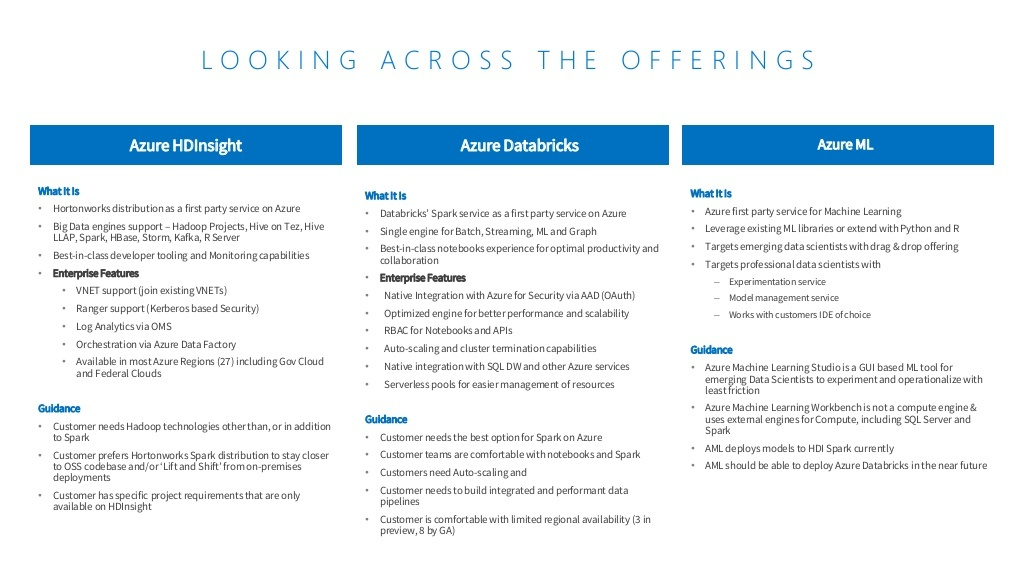 LOOKING ACROSS THE OFFERINGS
Azure HDInsight
What It Is
• Hortonworks distribution as a first party service on Azure
• Big Data engines support – Hadoop Projects, Hive on Tez, Hive
LLAP, Spark, HBase, Storm, Kafka, R Server
• Best-in-class developer tooling and Monitoring capabilities
• Enterprise Features
• VNET support (join existing VNETs)
• Ranger support (Kerberos based Security)
• Log Analytics via OMS
• Orchestration via Azure Data Factory
• Available in most Azure Regions (27) including Gov Cloud
and Federal Clouds
Guidance
• Customer needs Hadoop technologies other than, or in addition
to Spark
• Customer prefers Hortonworks Spark distribution to stay closer
to OSS codebase and/or ‘Lift and Shift’ from on-premises
deployments
• Customer has specific project requirements that are only
available on HDInsight
Azure Databricks
What It Is
• Databricks’ Spark service as a first party service on Azure
• Single engine for Batch, Streaming, ML and Graph
• Best-in-class notebooks experience for optimal productivity and
collaboration
• Enterprise Features
• Native Integration with Azure for Security via AAD (OAuth)
• Optimized engine for better performance and scalability
• RBAC for Notebooks and APIs
• Auto-scaling and cluster termination capabilities
• Native integration with SQL DW and other Azure services
• Serverless pools for easier management of resources
Guidance
• Customer needs the best option for Spark on Azure
• Customer teams are comfortable with notebooks and Spark
• Customers need Auto-scaling and
• Customer needs to build integrated and performant data
pipelines
• Customer is comfortable with limited regional availability (3 in
preview, 8 by GA)
Azure ML
What It Is
• Azure first party service for Machine Learning
• Leverage existing ML libraries or extend with Python and R
• Targets emerging data scientists with drag & drop offering
• Targets professional data scientists with
– Experimentation service
– Model management service
– Works with customers IDE of choice
Guidance
• Azure Machine Learning Studio is a GUI based ML tool for
emerging Data Scientists to experiment and operationalize with
least friction
• Azure Machine Learning Workbench is not a compute engine &
uses external engines for Compute, including SQL Server and
Spark
• AML deploys models to HDI Spark currently
• AML should be able to deploy Azure Databricks in the near future